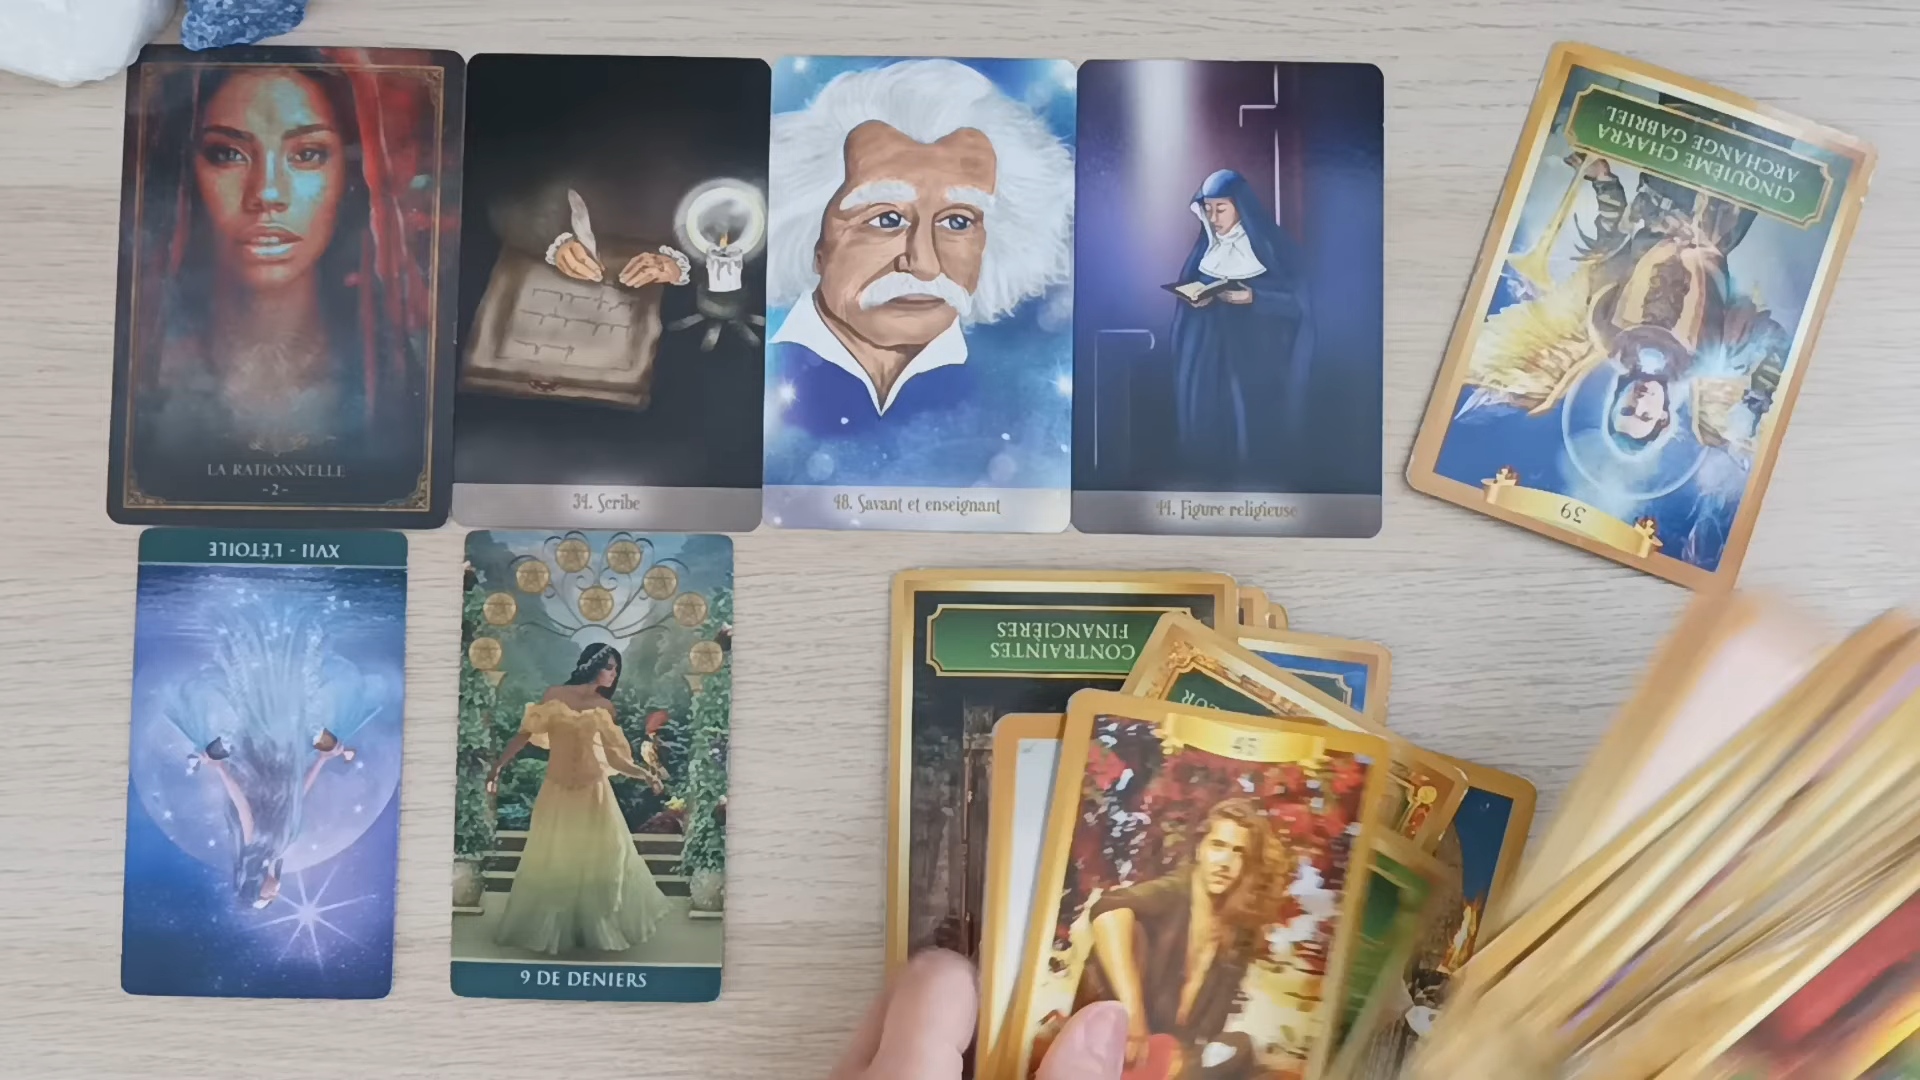 LA RATIONNELLE
- 2 -
34. Scribe
48. Savant et enseignant
44. Figure religieuse
CINQUIÈME CHAKRA
ARCHANGE GABRIEL
39
XVII - L'ÉTOILE
9 DE DENIERS
CONTRAINTES
FINANCIÈRES
45